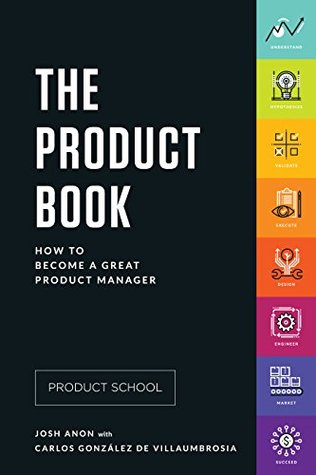 THE
PRODUCT
BOOK
HOW TO
BECOME A GREAT
PRODUCT MANAGER
PRODUCT SCHOOL
JOSH ANON with
CARLOS GONZÁLEZ DE VILLAUMBROSIA
UNDERSTAND
HYPOTHESIZE
VALIDATE
EXECUTE
DESIGN
ENGINEER
MARKET
SUCCEED